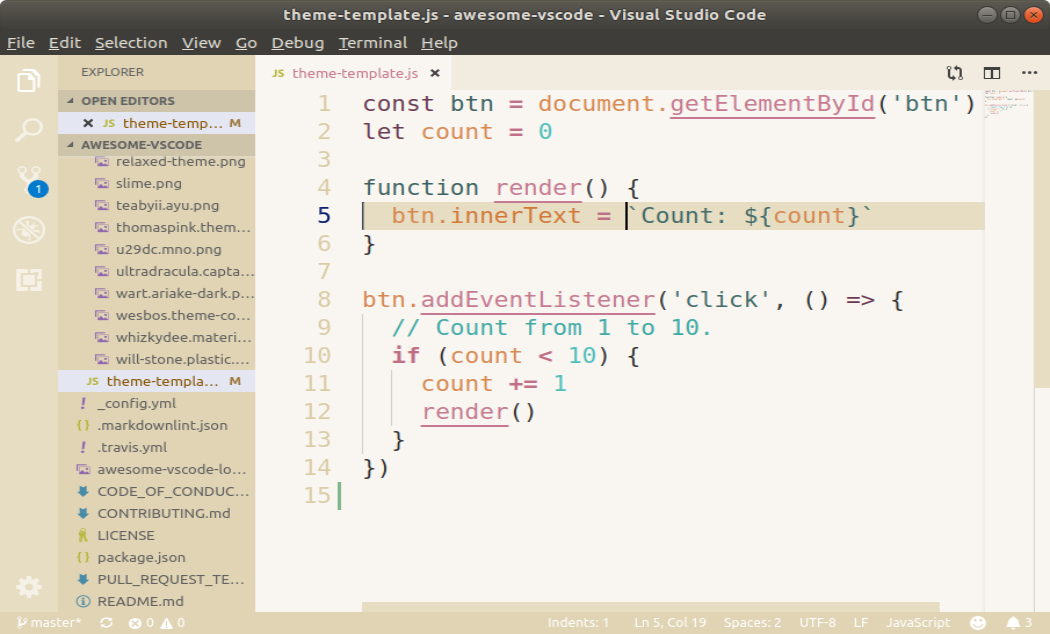 theme-template.js - awesome-vscode - Visual Studio Code
File Edit Selection View Go Debug Terminal Help
EXPLORER
OPEN EDITORS
JS theme-temp... M
AWESOME-VSCODE
relaxed-theme.png
slime.png
teabyii.ayu.png
thomaspink.them...
u29dc.mno.png
ultradracula.capta...
wart.ariake-dark.p...
wesbos.theme-co...
whizkydee.materi...
will-stone.plastic....
JS theme-templa... M
! _config.yml
{} .markdownlint.json
! .travis.yml
awesome-vscode-lo...
CODE_OF_CONDUC...
CONTRIBUTING.md
LICENSE
{} package.json
PULL_REQUEST_TE...
README.md
1
JS theme-template.js
1 const btn = document.getElementById('btn')
2 let count = 0
3
4 function render() {
5   btn.innerText = `Count: ${count}`
6 }
7
8 btn.addEventListener('click', () => {
9   // Count from 1 to 10.
10   if (count < 10) {
11     count += 1
12     render()
13   }
14 })
15
master* 0 0 Indents: 1 Ln 5, Col 19 Spaces: 2 UTF-8 LF JavaScript 3